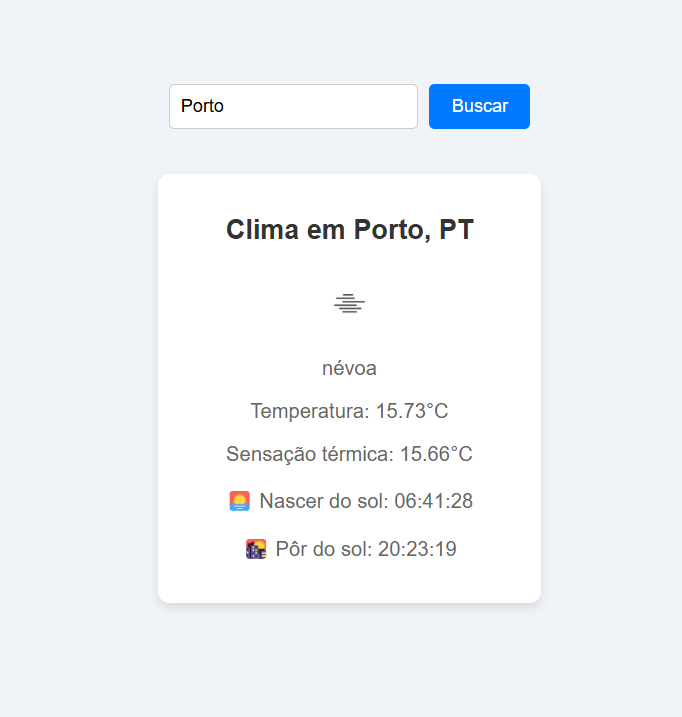 Porto
Buscar
Clima em Porto, PT
névoa
Temperatura: 15.73°C
Sensação térmica: 15.66°C
🌅 Nascer do sol: 06:41:28
🌆 Pôr do sol: 20:23:19